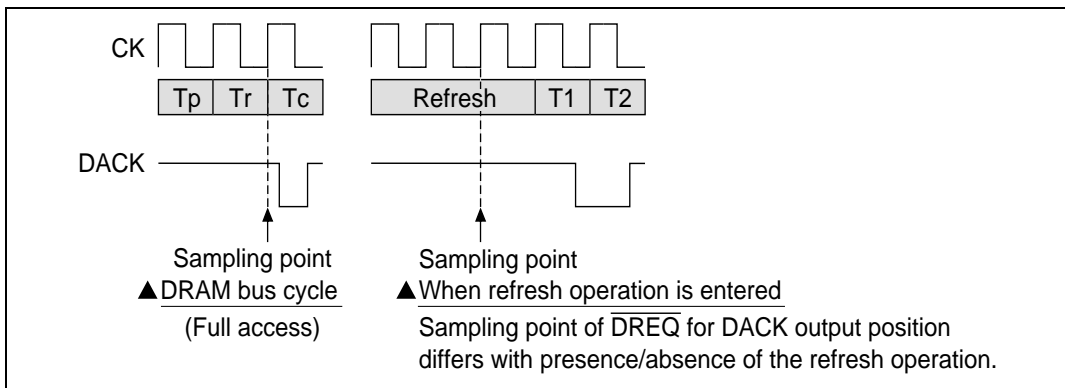 CK
Tp Tr Tc Refresh T1 T2
DACK
Sampling point
▲DRAM bus cycle
(Full access)
Sampling point
▲When refresh operation is entered
Sampling point of DREQ for DACK output position
differs with presence/absence of the refresh operation.